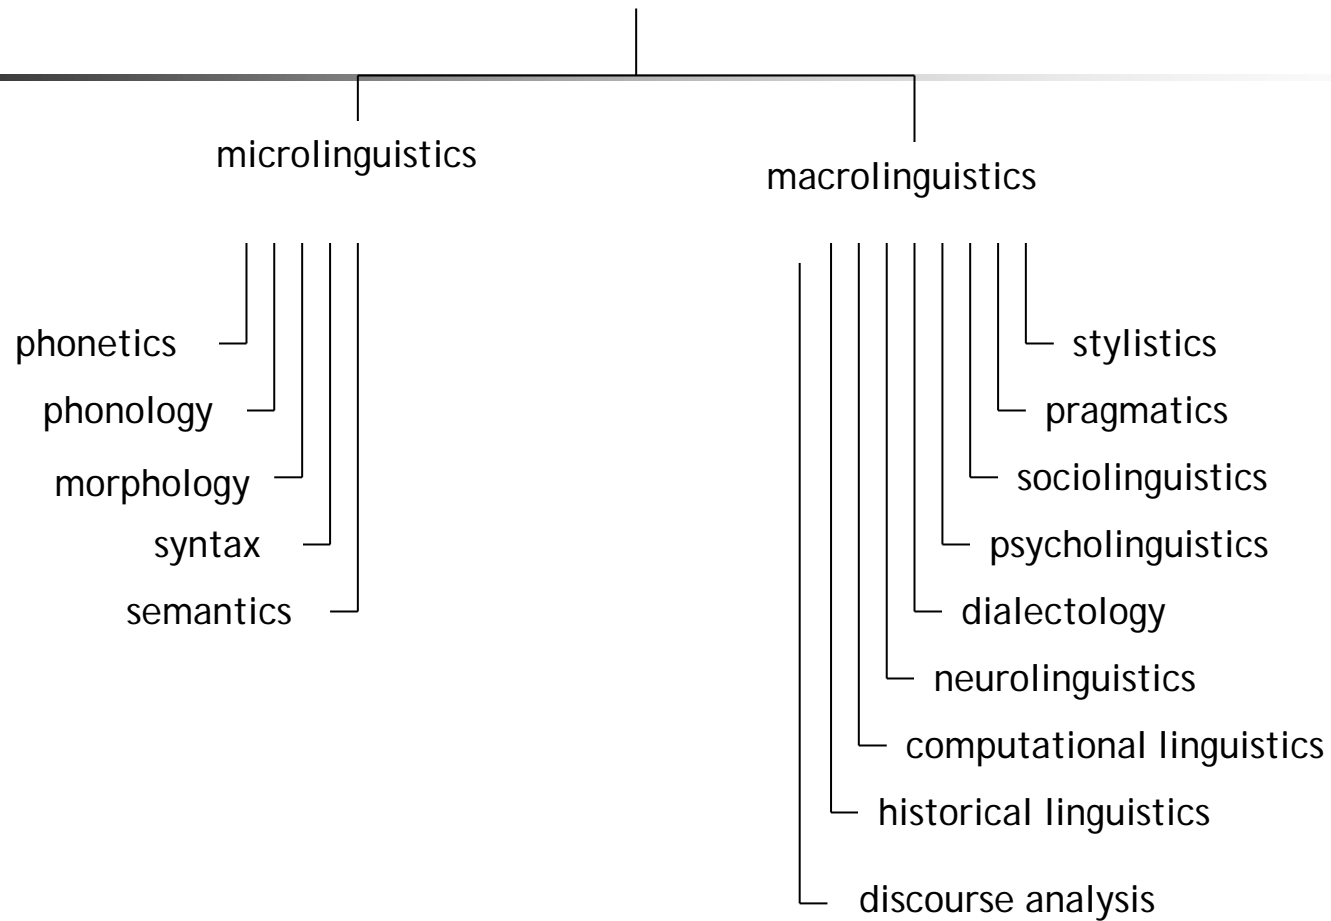 microlinguistics
macrolinguistics
phonetics
phonology
morphology
syntax
semantics
stylistics
pragmatics
sociolinguistics
psycholinguistics
dialectology
neurolinguistics
computational linguistics
historical linguistics
discourse analysis